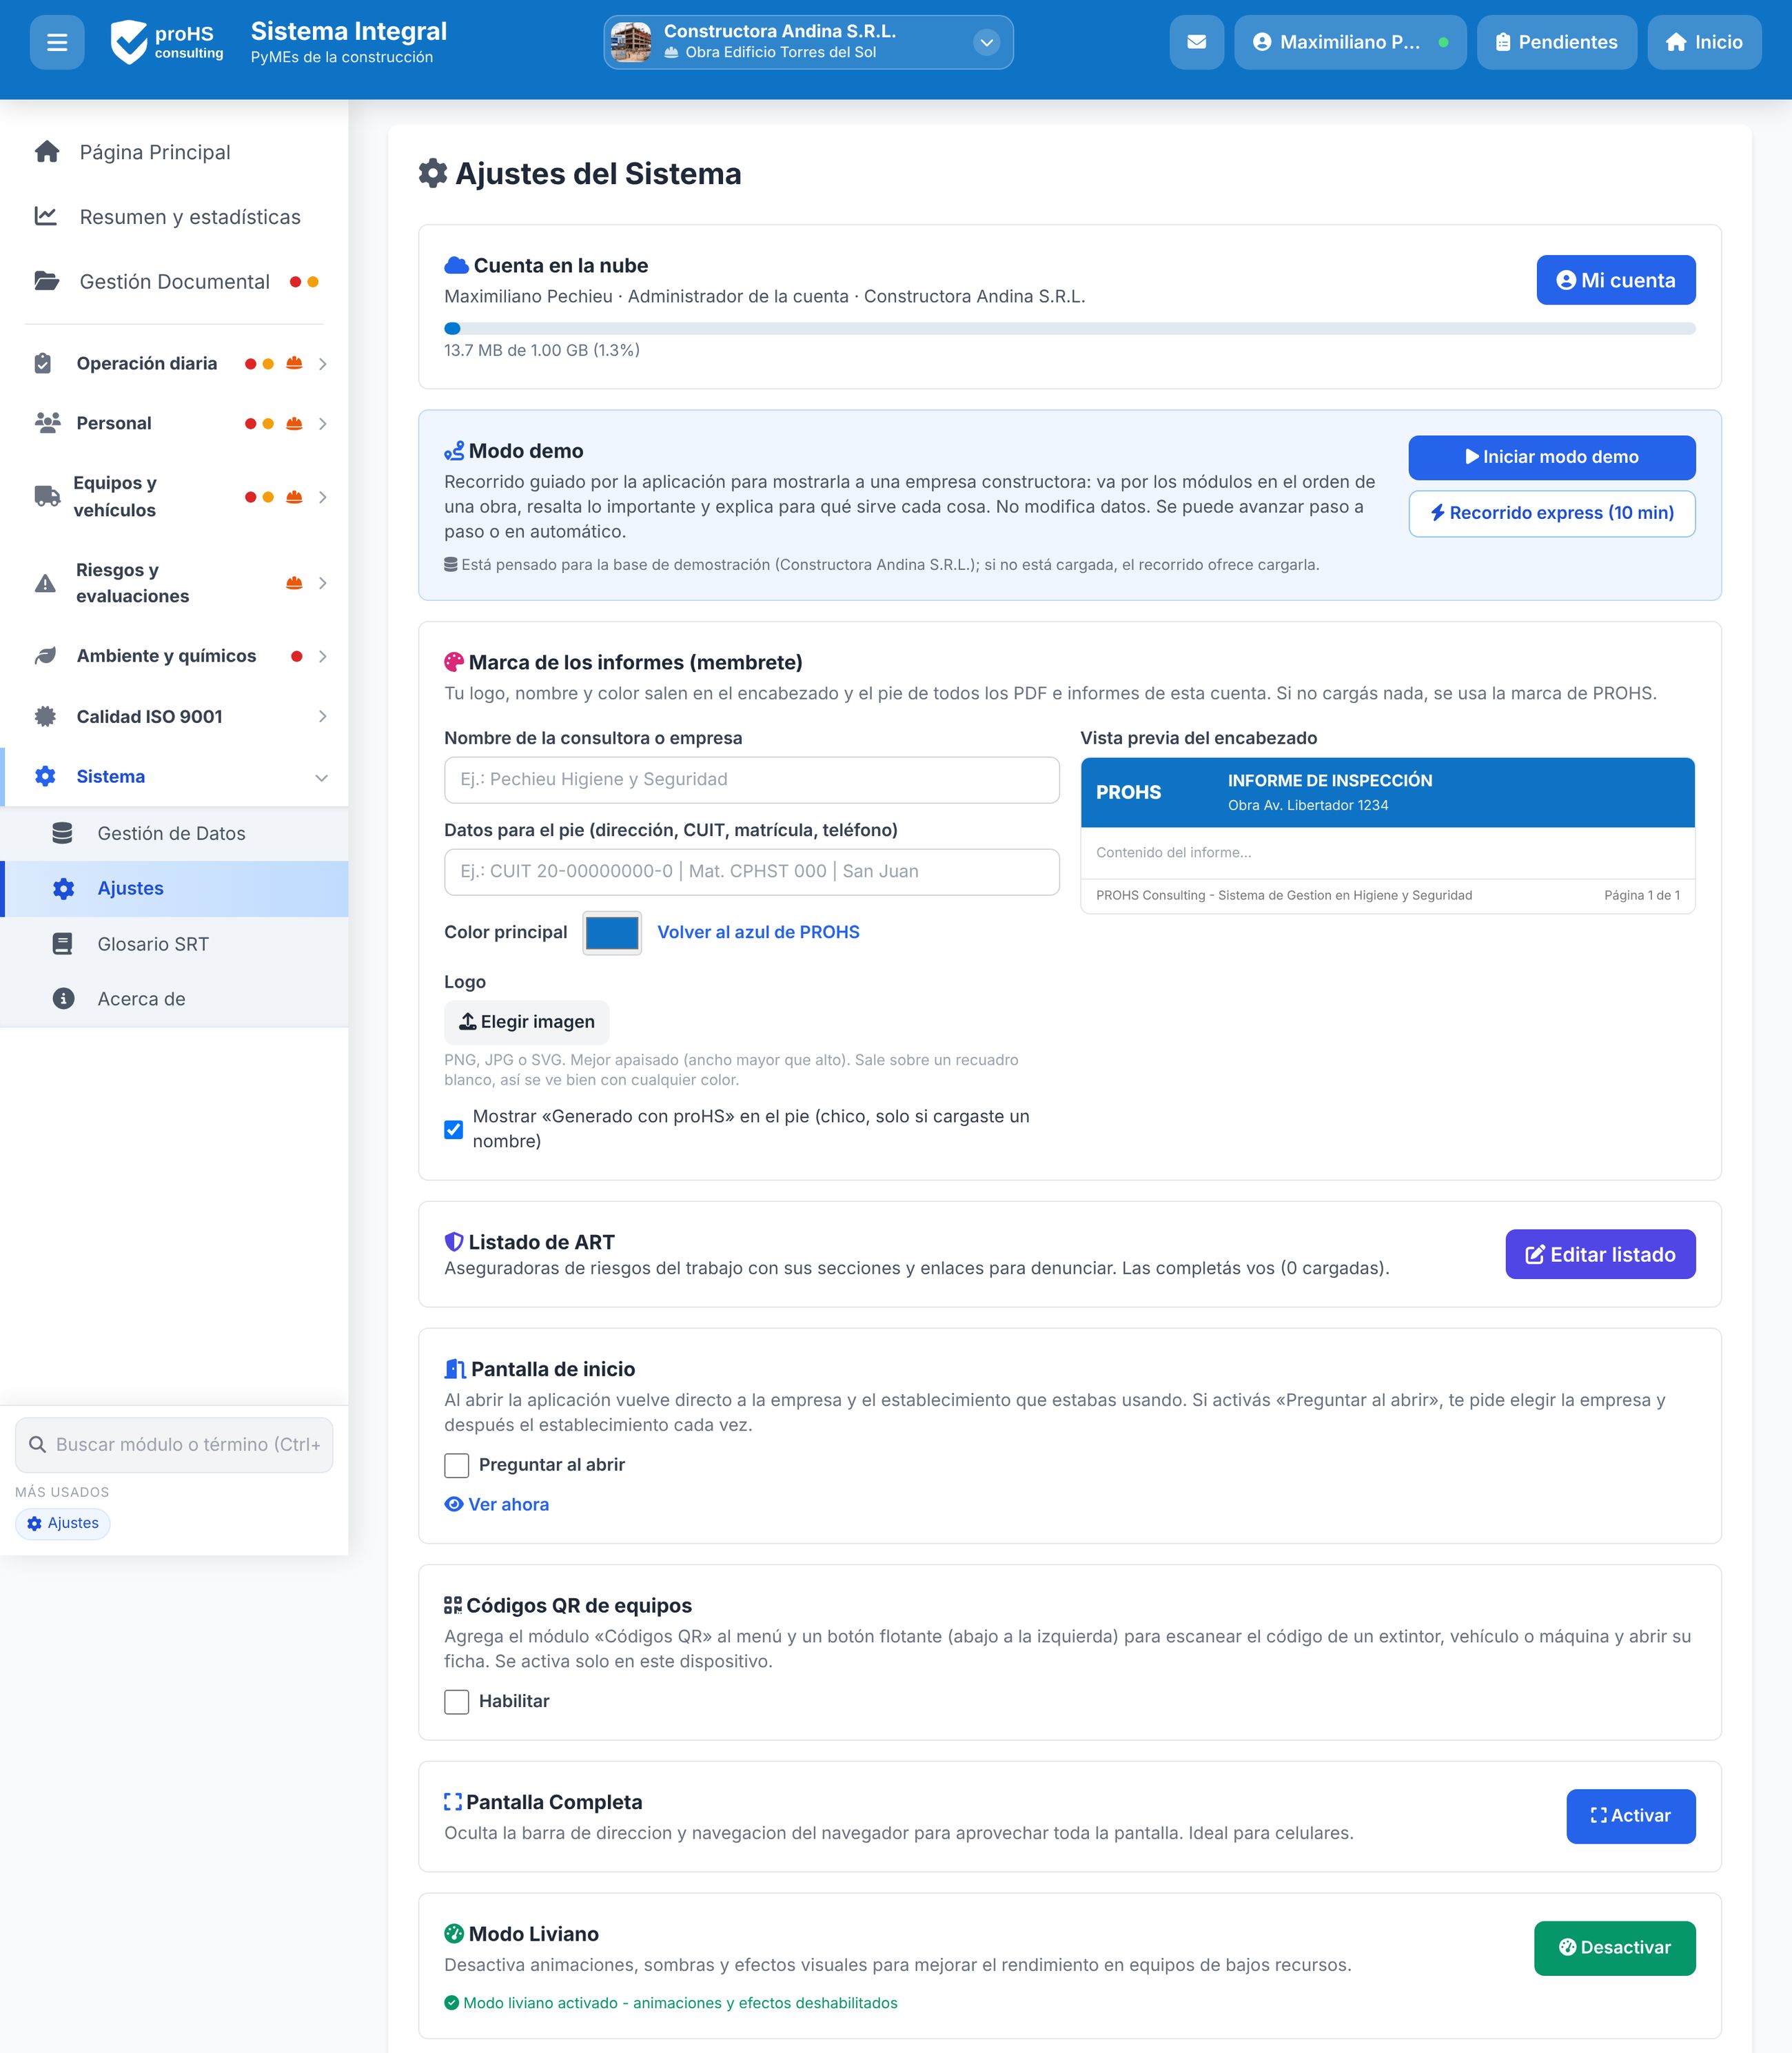 proHS
consulting
Sistema Integral
PyMEs de la construcción
Constructora Andina S.R.L.
Obra Edificio Torres del Sol
Maximiliano P...
Pendientes
Inicio
Página Principal
Resumen y estadísticas
Gestión Documental
Operación diaria
Personal
Equipos y
vehículos
Riesgos y
evaluaciones
Ambiente y químicos
Calidad ISO 9001
Sistema
Gestión de Datos
Ajustes
Glosario SRT
Acerca de
Buscar módulo o término (Ctrl+
MÁS USADOS
Ajustes
Ajustes del Sistema
Cuenta en la nube
Maximiliano Pechieu · Administrador de la cuenta · Constructora Andina S.R.L.
13.7 MB de 1.00 GB (1.3%)
Mi cuenta
Modo demo
Recorrido guiado por la aplicación para mostrarla a una empresa constructora: va por los módulos en el orden de
una obra, resalta lo importante y explica para qué sirve cada cosa. No modifica datos. Se puede avanzar paso a
paso o en automático.
Está pensado para la base de demostración (Constructora Andina S.R.L.); si no está cargada, el recorrido ofrece cargarla.
Iniciar modo demo
Recorrido express (10 min)
Marca de los informes (membrete)
Tu logo, nombre y color salen en el encabezado y el pie de todos los PDF e informes de esta cuenta. Si no cargás nada, se usa la marca de PROHS.
Nombre de la consultora o empresa
Ej.: Pechieu Higiene y Seguridad
Datos para el pie (dirección, CUIT, matrícula, teléfono)
Ej.: CUIT 20-00000000-0 | Mat. CPHST 000 | San Juan
Color principal
Volver al azul de PROHS
Logo
Elegir imagen
PNG, JPG o SVG. Mejor apaisado (ancho mayor que alto). Sale sobre un recuadro
blanco, así se ve bien con cualquier color.
Mostrar «Generado con proHS» en el pie (chico, solo si cargaste un
nombre)
Vista previa del encabezado
PROHS
INFORME DE INSPECCIÓN
Obra Av. Libertador 1234
Contenido del informe...
PROHS Consulting - Sistema de Gestion en Higiene y Seguridad
Página 1 de 1
Listado de ART
Aseguradoras de riesgos del trabajo con sus secciones y enlaces para denunciar. Las completás vos (0 cargadas).
Editar listado
Pantalla de inicio
Al abrir la aplicación vuelve directo a la empresa y el establecimiento que estabas usando. Si activás «Preguntar al abrir», te pide elegir la empresa y
después el establecimiento cada vez.
Preguntar al abrir
Ver ahora
Códigos QR de equipos
Agrega el módulo «Códigos QR» al menú y un botón flotante (abajo a la izquierda) para escanear el código de un extintor, vehículo o máquina y abrir su
ficha. Se activa solo en este dispositivo.
Habilitar
Pantalla Completa
Oculta la barra de direccion y navegacion del navegador para aprovechar toda la pantalla. Ideal para celulares.
Activar
Modo Liviano
Desactiva animaciones, sombras y efectos visuales para mejorar el rendimiento en equipos de bajos recursos.
Modo liviano activado - animaciones y efectos deshabilitados
Desactivar